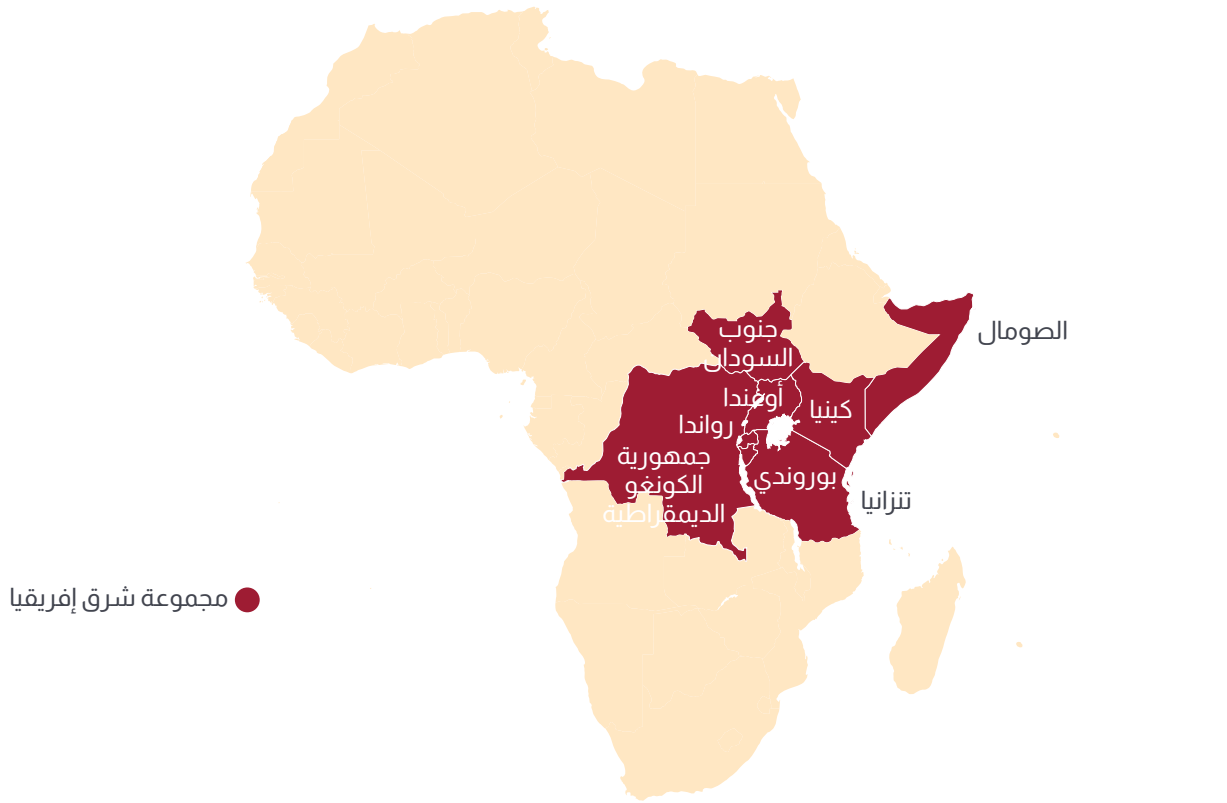 الصومال
جنوب
السودان
أوغندا
كينيا
رواندا
جمهورية
الكونغو
الديمقراطية
بوروندي
تنزانيا
مجموعة شرق إفريقيا